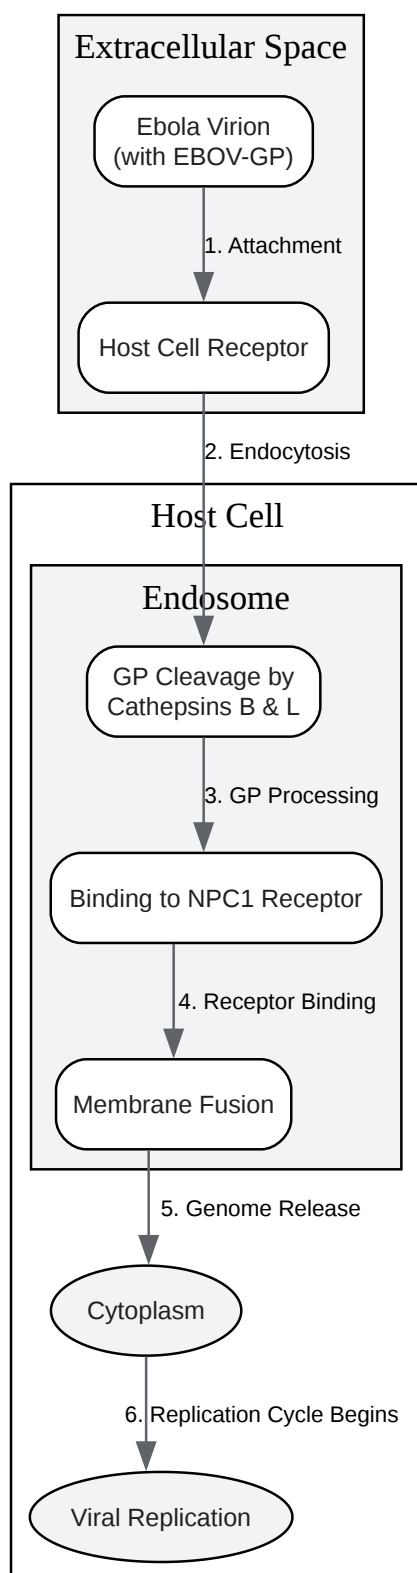 Extracellular Space
Ebola Virion
(with EBOV-GP)
1. Attachment
Host Cell Receptor
2. Endocytosis
Host Cell
Endosome
GP Cleavage by
Cathepsins B & L
3. GP Processing
Binding to NPC1 Receptor
4. Receptor Binding
Membrane Fusion
5. Genome Release
Cytoplasm
6. Replication Cycle Begins
Viral Replication